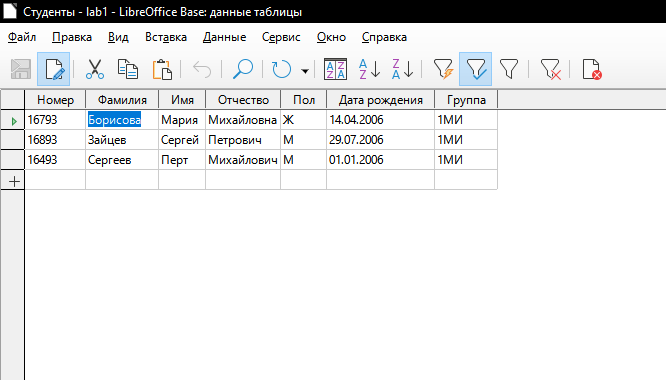 Студенты - lab1 - LibreOffice Base: данные таблицы
Файл Правка Вид Вставка Данные Сервис Окно Справка
Номер Фамилия Имя Отчество Пол Дата рождения Группа
16793 Борисова Мария Михайловна Ж 14.04.2006 1МИ
16893 Зайцев Сергей Петрович М 29.07.2006 1МИ
16493 Сергеев Перт Михайлович М 01.01.2006 1МИ